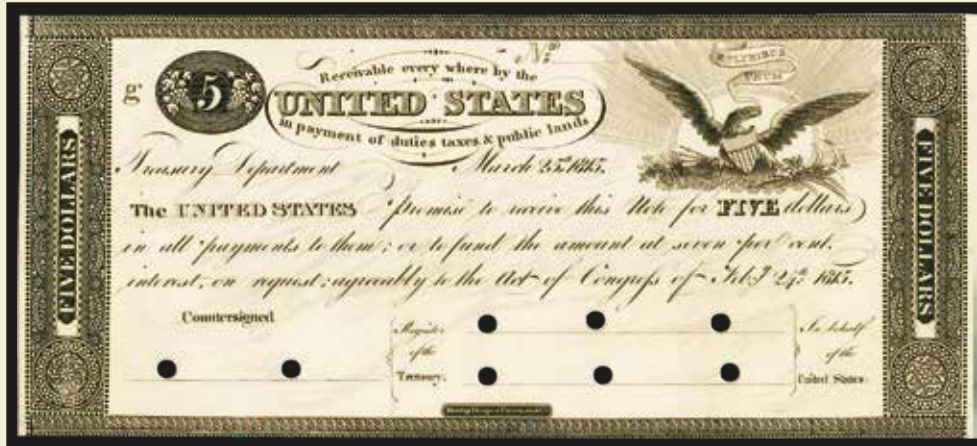 Receivable every where by the
UNITED STATES
in payment of duties taxes & public lands
g
5
No
E PLURIBUS
UNUM
Treasury Department March 25th 1815.
The UNITED STATES Promise to receive this Note for FIVE dollars
in all payments to them; or to fund the amount at seven per cent.
interest, on request; agreeably to the Act of Congress of Feby 24th 1815.
FIVE DOLLARS
FIVE DOLLARS
Countersigned
Register
of the
Treasury.
In behalf
of the
United States